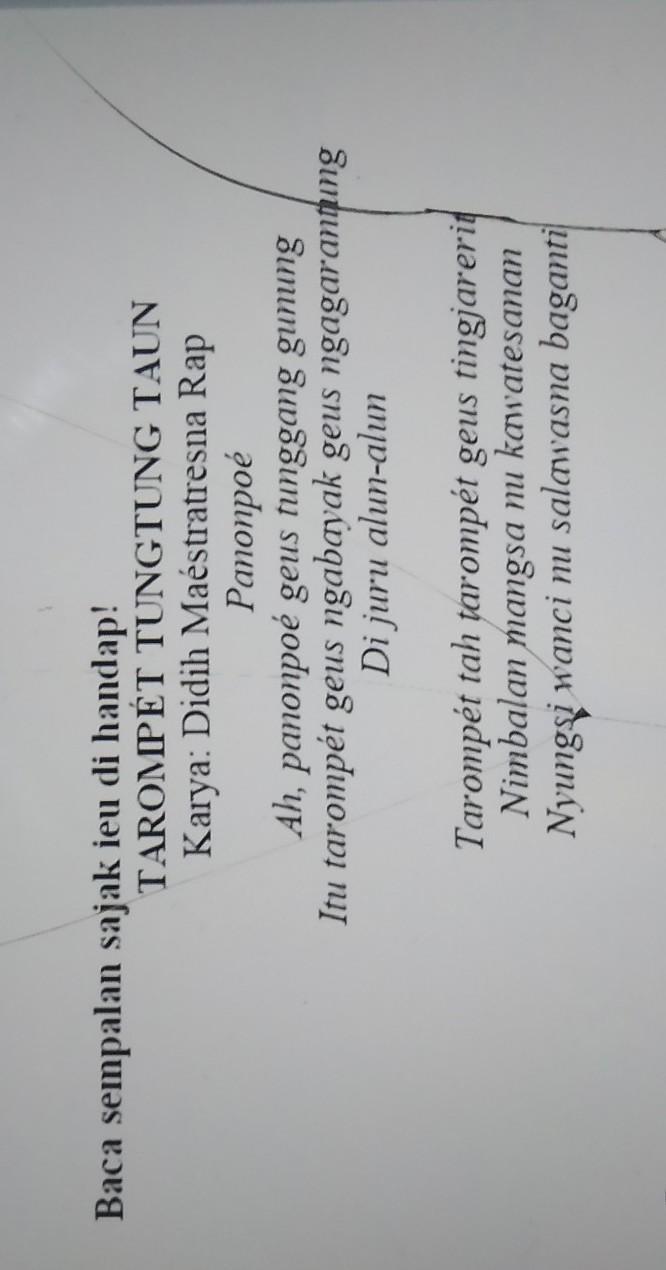 Baca sempalan sajak ieu di handap!
TAROMPÉT TUNGTUNG TAUN
Karya: Didih Maéstratresna Rap
Panonpoé
Ah, panonpoé geus tunggang gunung
Itu tarompét geus ngabayak geus ngagarantung
Di juru alun-alun
Tarompét tah tarompét geus tingjarerit
Nimbalan mangsa nu kawatesanan
Nyungsi wanci nu salawasna baganti